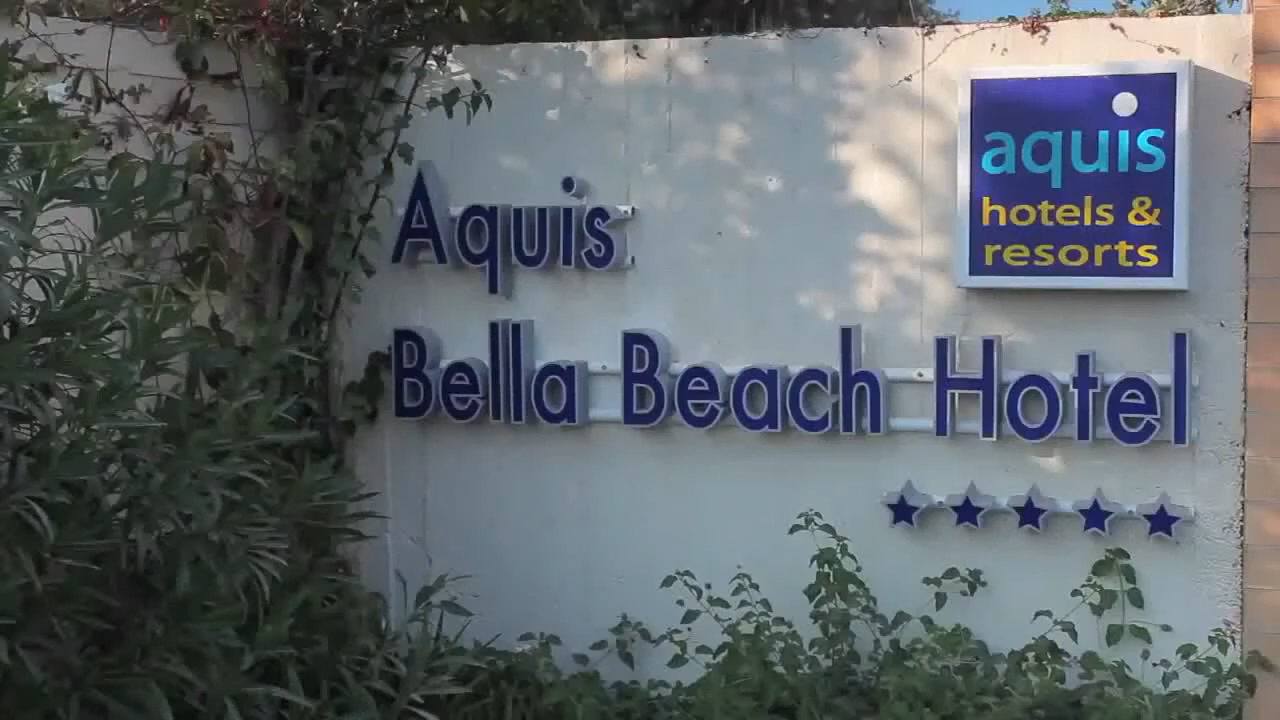 aquis
hotels &
resorts
Aquis
Bella Beach Hotel